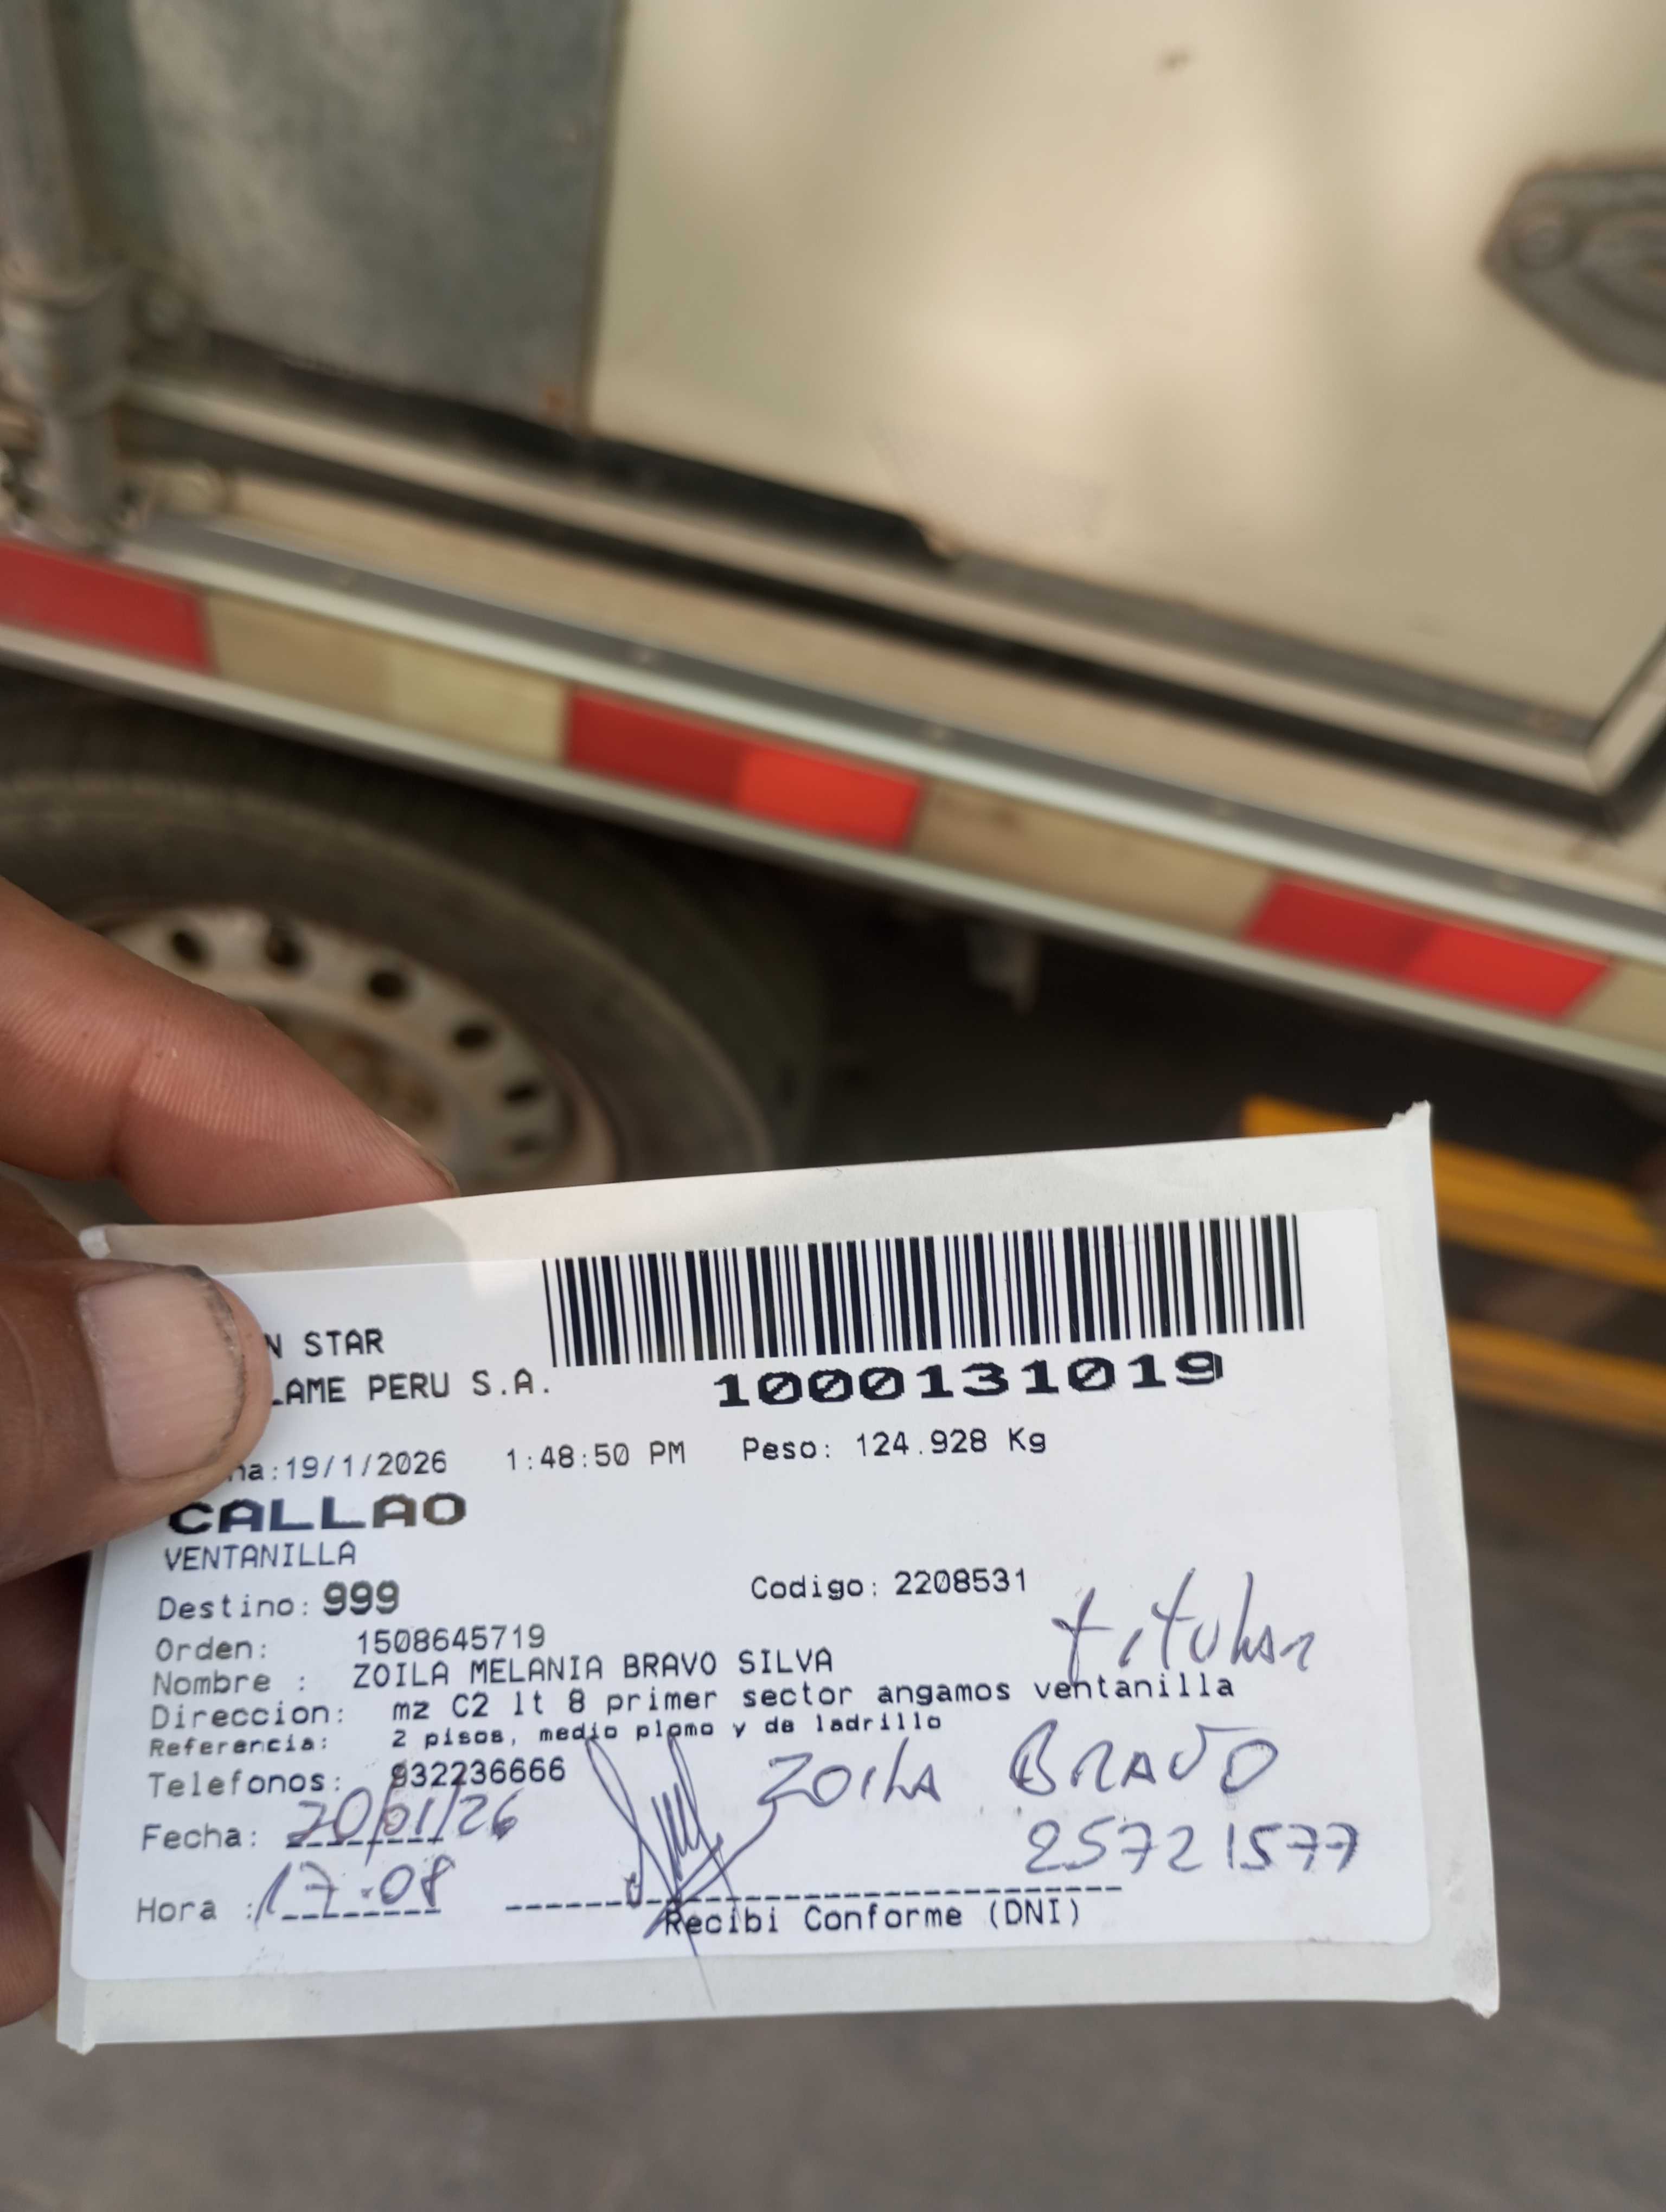 N STAR
LAME PERU S.A.
1000131019
ha:19/1/2026 1:48:50 PM Peso: 124.928 Kg
CALLAO
VENTANILLA
Destino: 999 Codigo: 2208531
Orden: 1508645719 titular
Nombre : ZOILA MELANIA BRAVO SILVA
Direccion: mz C2 lt 8 primer sector angamos ventanilla
Referencia: 2 pisos, medio plomo y de ladrillo
Telefonos: 932236666 ZOILA BRAVO
Fecha: 20/01/26 25721577
Hora : 17:08
Recibi Conforme (DNI)